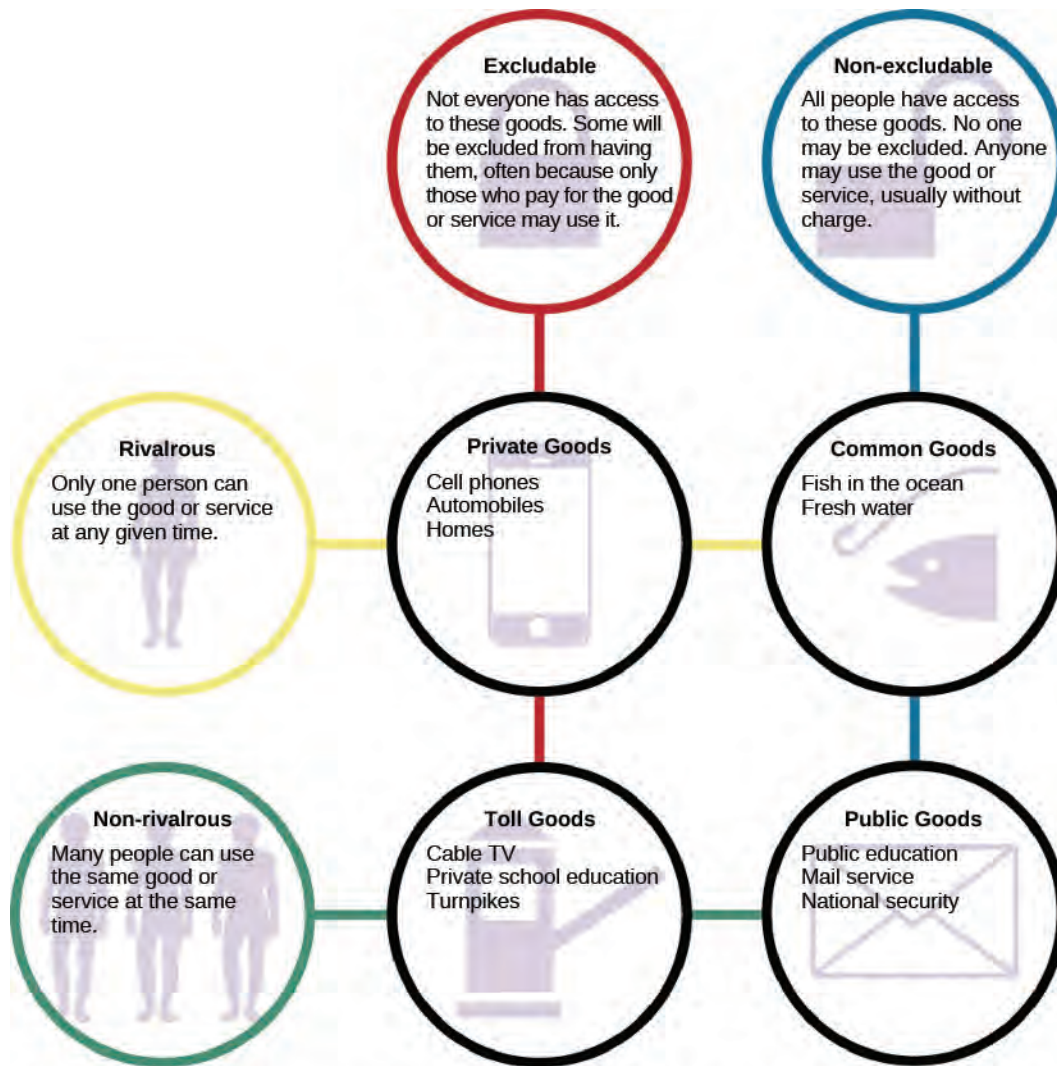 Excludable
Not everyone has access
to these goods. Some will
be excluded from having
them, often because only
those who pay for the good
or service may use it.
Non-excludable
All people have access
to these goods. No one
may be excluded. Anyone
may use the good or
service, usually without
charge.
Rivalrous
Only one person can
use the good or service
at any given time.
Private Goods
Cell phones
Automobiles
Homes
Common Goods
Fish in the ocean
Fresh water
Non-rivalrous
Many people can use
the same good or
service at the same
time.
Toll Goods
Cable TV
Private school education
Turnpikes
Public Goods
Public education
Mail service
National security